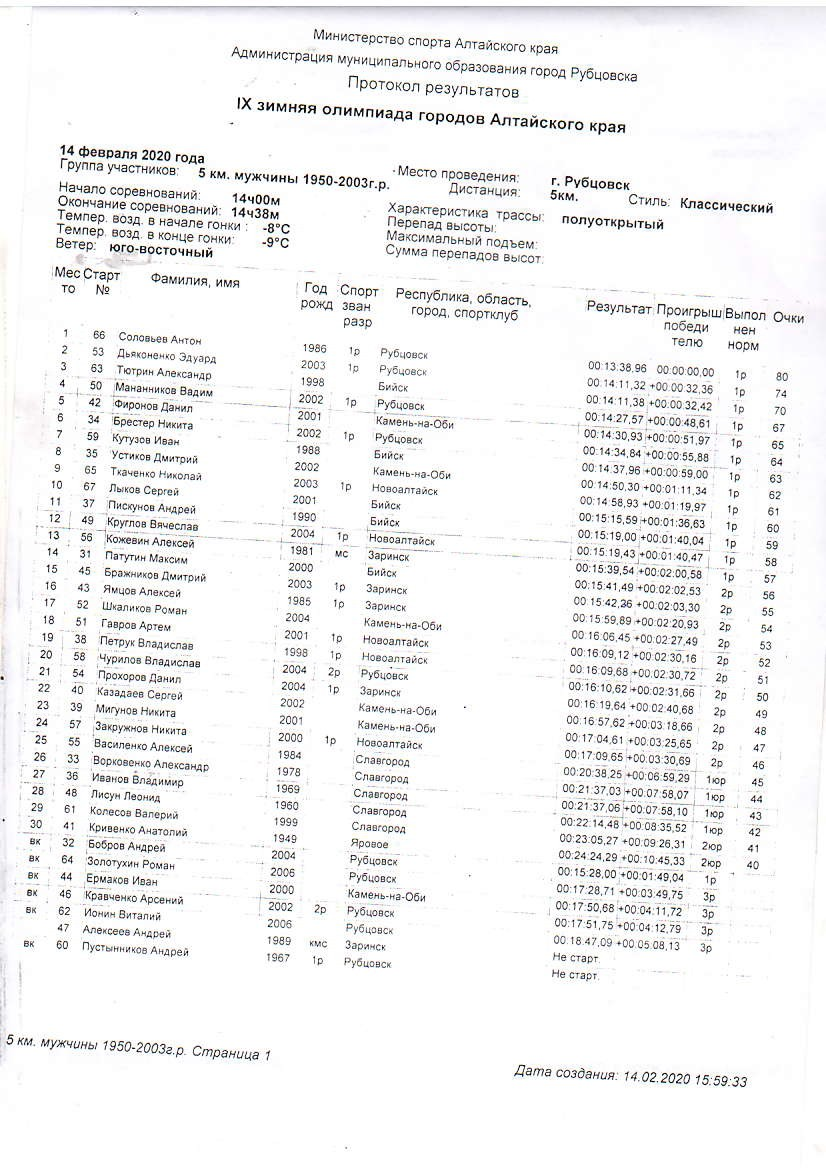 Министерство спорта Алтайского края
Администрация муниципального образования город Рубцовска
Протокол результатов
IX зимняя олимпиада городов Алтайского края
14 февраля 2020 года
Группа участников: 5 км. мужчины 1950-2003г.р. Место проведения: г. Рубцовск
Дистанция: 5км. Стиль: Классический
Начало соревнований: 14ч00м
Окончание соревнований: 14ч38м Характеристика трассы: полуоткрытый
Темпер. возд. в начале гонки : -8°C Перепад высоты:
Темпер. возд. в конце гонки: -9°C Максимальный подъем:
Ветер: юго-восточный Сумма перепадов высот:
Мес Старт Фамилия, имя Год Спорт Республика, область, Результат Проигрыш Выпол Очки
то № рожд зван город, спортклуб победи нен
разр телю норм
1 66 Соловьев Антон 1986 1р Рубцовск 00:13:38,96 00:00:00,00 1р 80
2 53 Дьяконенко Эдуард 2003 1р Рубцовск 00:14:11,32 +00:00:32,36 1р 74
3 63 Тютрин Александр 1998 Бийск 00:14:11,38 +00:00:32,42 1р 70
4 50 Мананников Вадим 2002 1р Рубцовск 00:14:27,57 +00:00:48,61 1р 67
5 42 Фиронов Данил 2001 Камень-на-Оби 00:14:30,93 +00:00:51,97 1р 65
6 34 Брестер Никита 2002 1р Рубцовск 00:14:34,84 +00:00:55,88 1р 64
7 59 Кутузов Иван 1988 Бийск 00:14:37,96 +00:00:59,00 1р 63
8 35 Устиков Дмитрий 2002 Камень-на-Оби 00:14:50,30 +00:01:11,34 1р 62
9 65 Ткаченко Николай 2003 1р Новоалтайск 00:14:58,93 +00:01:19,97 1р 61
10 67 Лыков Сергей 2001 Бийск 00:15:15,59 +00:01:36,63 1р 60
11 37 Пискунов Андрей 1990 Бийск 00:15:19,00 +00:01:40,04 1р 59
12 49 Круглов Вячеслав 2004 1р Новоалтайск 00:15:19,43 +00:01:40,47 1р 58
13 56 Кожевин Алексей 1981 мс Заринск 00:15:39,54 +00:02:00,58 1р 57
14 31 Патутин Максим 2000 Бийск 00:15:41,49 +00:02:02,53 2р 56
15 45 Бражников Дмитрий 2003 1р Заринск 00:15:42,26 +00:02:03,30 2р 55
16 43 Ямцов Алексей 1985 1р Заринск 00:15:59,89 +00:02:20,93 2р 54
17 52 Шкаликов Роман 2004 Камень-на-Оби 00:16:06,45 +00:02:27,49 2р 53
18 51 Гавров Артем 2001 1р Новоалтайск 00:16:09,12 +00:02:30,16 2р 52
19 38 Петрук Владислав 1998 1р Новоалтайск 00:16:09,68 +00:02:30,72 2р 51
20 58 Чурилов Владислав 2004 2р Рубцовск 00:16:10,62 +00:02:31,66 2р 50
21 54 Прохоров Данил 2004 1р Заринск 00:16:19,64 +00:02:40,68 2р 49
22 40 Казадаев Сергей 2002 Камень-на-Оби 00:16:57,62 +00:03:18,66 2р 48
23 39 Мигунов Никита 2001 Камень-на-Оби 00:17:04,61 +00:03:25,65 2р 47
24 57 Закружнов Никита 2000 1р Новоалтайск 00:17:09,65 +00:03:30,69 2р 46
25 55 Василенко Алексей 1984 Славгород 00:20:38,25 +00:06:59,29 1юр 45
26 33 Ворковенко Александр 1978 Славгород 00:21:37,03 +00:07:58,07 1юр 44
27 36 Иванов Владимир 1969 Славгород 00:21:37,06 +00:07:58,10 1юр 43
28 48 Лисун Леонид 1960 Славгород 00:22:14,48 +00:08:35,52 1юр 42
29 61 Колесов Валерий 1999 Славгород 00:23:05,27 +00:09:26,31 2юр 41
30 41 Кривенко Анатолий 1949 Яровое 00:24:24,29 +00:10:45,33 2юр 40
вк 32 Бобров Андрей 2004 Рубцовск 00:15:28,00 +00:01:49,04 1р
вк 64 Золотухин Роман 2006 Рубцовск 00:17:28,71 +00:03:49,75 3р
вк 44 Ермаков Иван 2000 Камень-на-Оби 00:17:50,68 +00:04:11,72 3р
вк 46 Кравченко Арсений 2002 2р Рубцовск 00:17:51,75 +00:04:12,79 3р
вк 62 Ионин Виталий 2006 Рубцовск 00:18:47,09 +00:05:08,13 3р
47 Алексеев Андрей 1989 кмс Заринск Не старт.
вк 60 Пустынников Андрей 1967 1р Рубцовск Не старт.
5 км. мужчины 1950-2003г.р. Страница 1
Дата создания: 14.02.2020 15:59:33